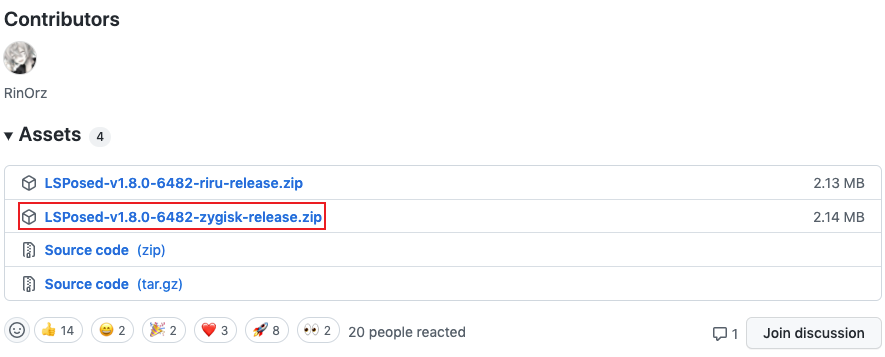 Contributors
RinOrz
Assets 4
LSPosed-v1.8.0-6482-riru-release.zip 2.13 MB
LSPosed-v1.8.0-6482-zygisk-release.zip 2.14 MB
Source code (zip)
Source code (tar.gz)
👍 14 😄 2 🎉 2 ❤️ 3 🚀 8 👀 2 20 people reacted 1 Join discussion